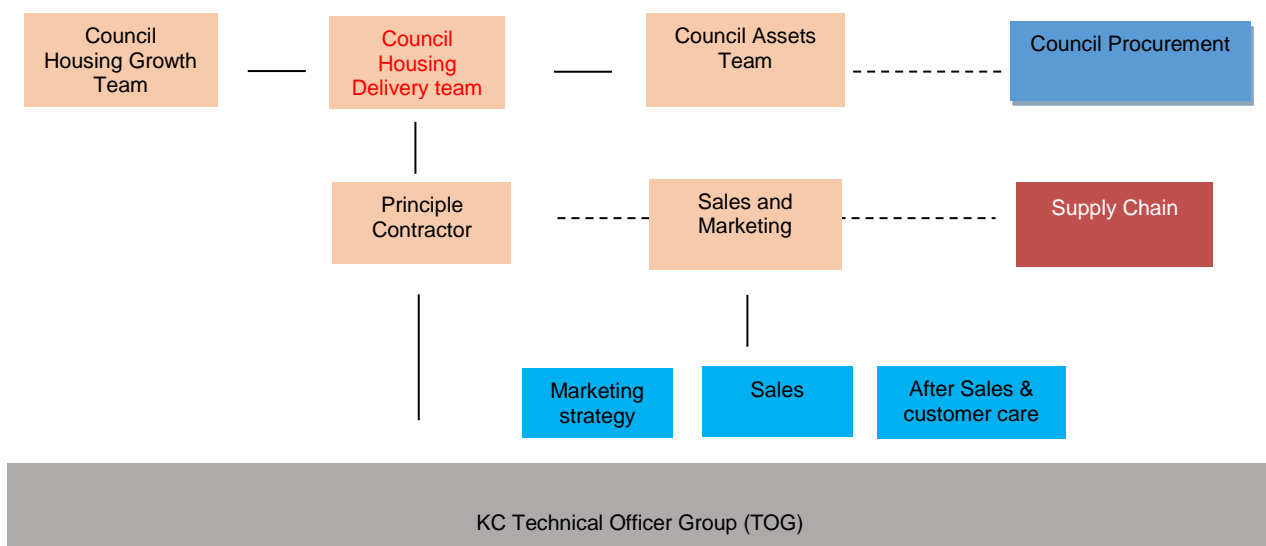 Council
Housing Growth
Team
Council
Housing
Delivery team
Council Assets
Team
Council Procurement
Principle
Contractor
Sales and
Marketing
Supply Chain
Marketing
strategy
Sales
After Sales &
customer care
KC Technical Officer Group (TOG)